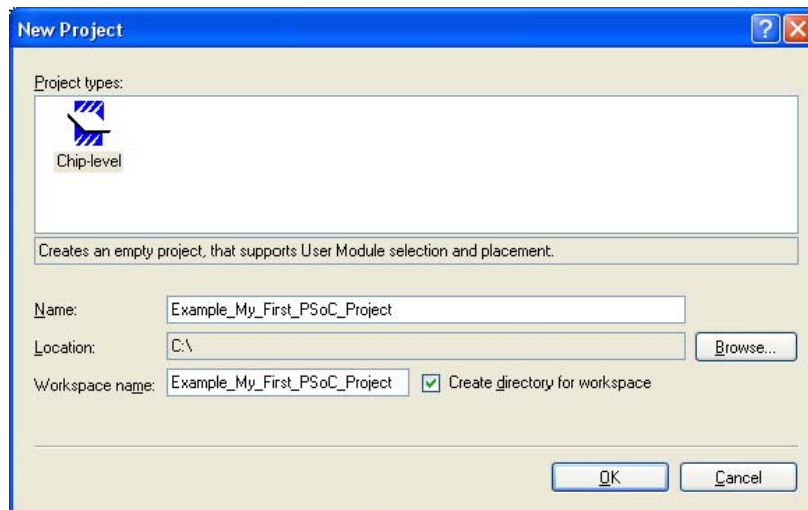 New Project
Project types:
Chip-level
Creates an empty project, that supports User Module selection and placement.
Name: Example_My_First_PSoC_Project
Location: C:\ Browse...
Workspace name: Example_My_First_PSoC_Project Create directory for workspace
OK Cancel